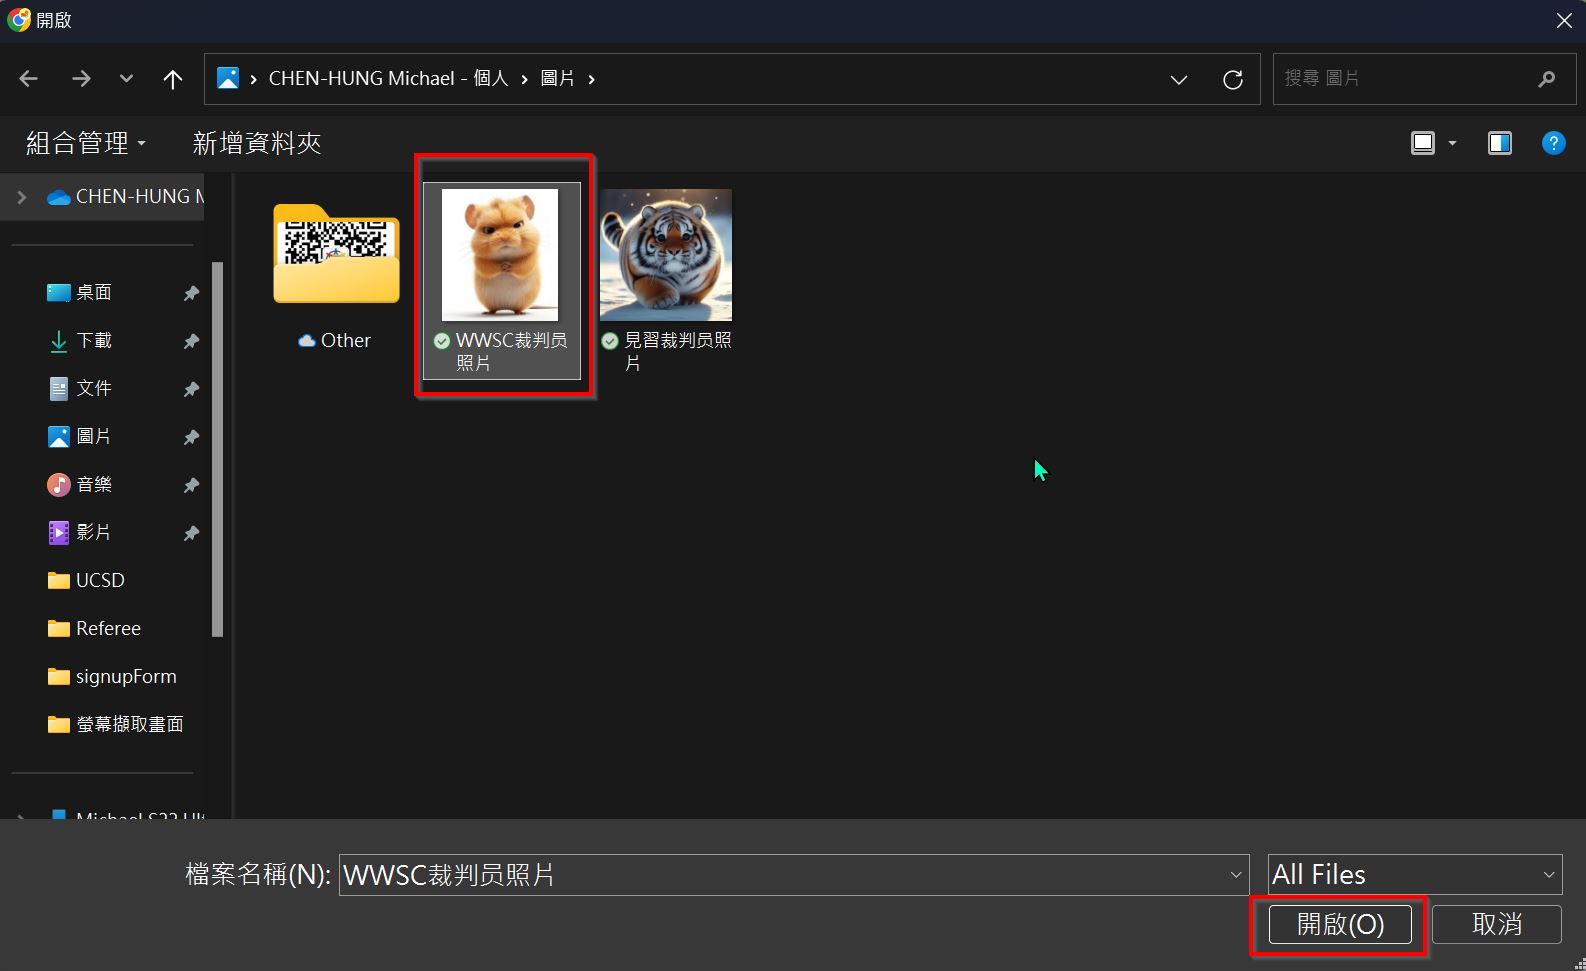 開啟
CHEN-HUNG Michael - 個人 › 圖片 ›
搜尋 圖片
組合管理
新增資料夾
CHEN-HUNG M
桌面
下載
文件
圖片
音樂
影片
UCSD
Referee
signupForm
螢幕擷取畫面
Michael S22 Ult
Other
WWSC裁判员
照片
見習裁判员照
片
檔案名稱(N):
WWSC裁判员照片
All Files
開啟(O)
取消